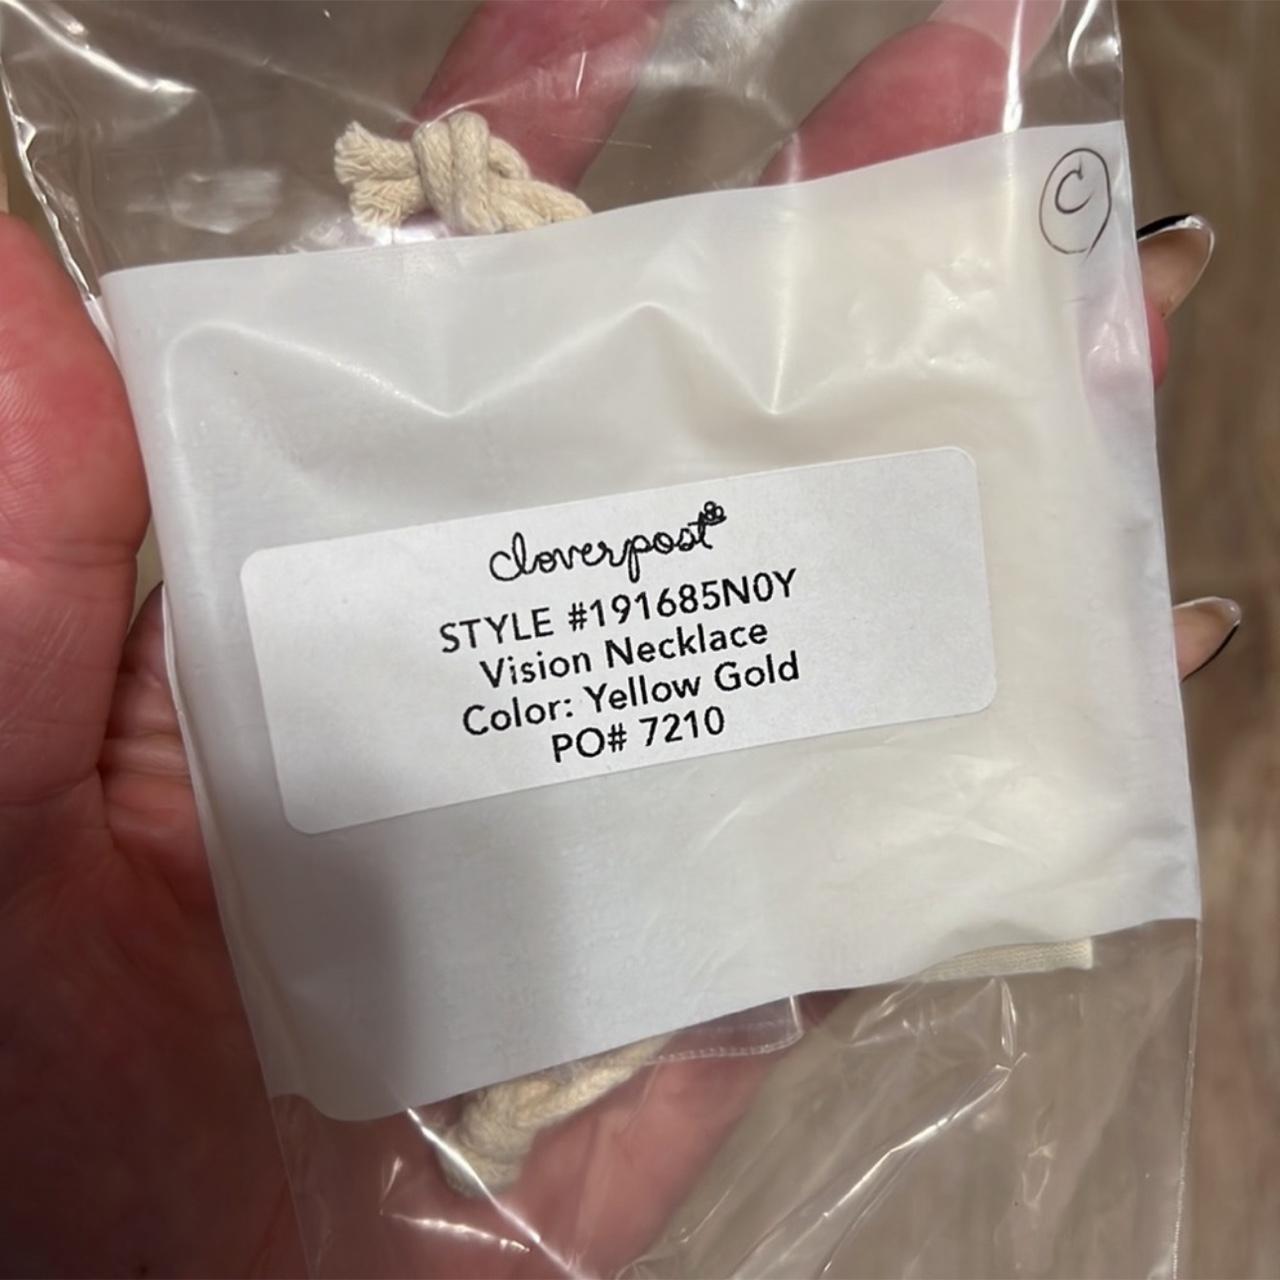 C
cloverpost
STYLE #191685N0Y
Vision Necklace
Color: Yellow Gold
PO# 7210